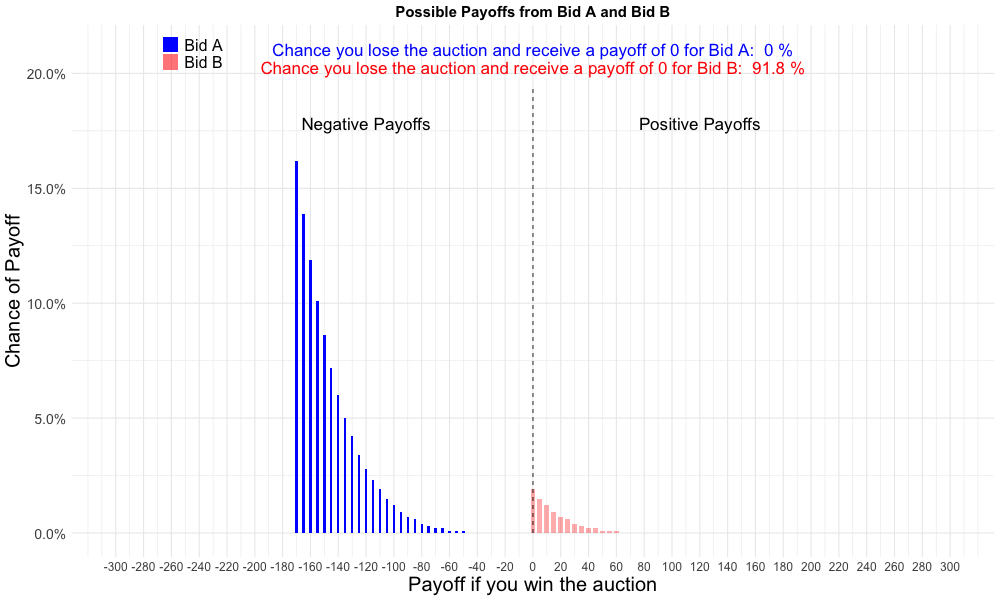 Possible Payoffs from Bid A and Bid B
Bid A
Bid B
Chance you lose the auction and receive a payoff of 0 for Bid A:  0 %
Chance you lose the auction and receive a payoff of 0 for Bid B:  91.8 %
Negative Payoffs
Positive Payoffs
Chance of Payoff
20.0%
15.0%
10.0%
5.0%
0.0%
-300 -280 -260 -240 -220 -200 -180 -160 -140 -120 -100 -80 -60 -40 -20 0 20 40 60 80 100 120 140 160 180 200 220 240 260 280 300
Payoff if you win the auction